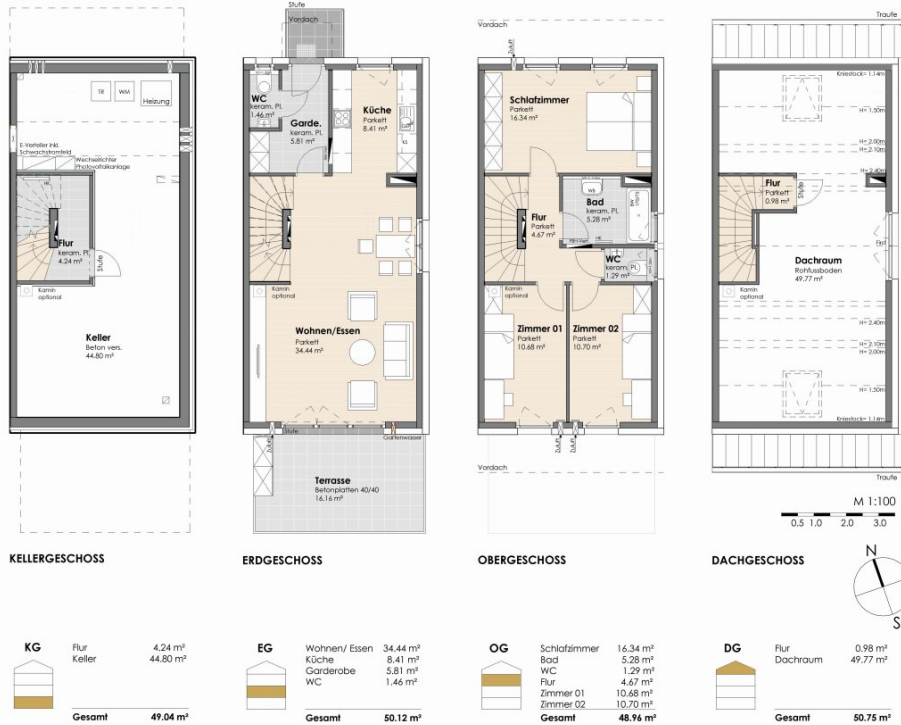 TR
WM
Heizung
E-Verteiler inkl.
Schwachstromfeld
Wechselrichter
Photovoltaikanlage
HK
Flur
keram. Pl.
4.24 m²
Stufe
Kamin
optional
Keller
Beton vers.
44.80 m²
KELLERGESCHOSS
Stufe
Vordach
WC
keram. Pl.
1.46 m²
Garde.
keram. Pl.
5.81 m²
Küche
Parkett
8.41 m²
KS
Kamin
optional
Wohnen/Essen
Parkett
34.44 m²
Stufe
Zuluft
Gartenwasser
Terrasse
Betonplatten 40/40
16.16 m²
ERDGESCHOSS
Vordach
Zuluft
Schlafzimmer
Parkett
16.34 m²
WB
Bad
keram. Pl.
5.28 m²
Flur
Parkett
4.67 m²
HK
WC
keram. Pl.
1.29 m²
Kamin
optional
Zimmer 01
Parkett
10.68 m²
Zimmer 02
Parkett
10.70 m²
Zuluft
Zuluft
Vordach
OBERGESCHOSS
Traufe
Kniestock= 1.14m
H= 1.50m
H= 2.00m
H= 2.10m
H= 2.40m
Flur
Parkett
0.98 m²
Stufe
First
Dachraum
Rohfussboden
49.77 m²
Kamin
optional
H= 2.40m
H= 2.10m
H= 2.00m
H= 1.50m
Kniestock= 1.14m
Traufe
M 1:100
0.5 1.0 2.0 3.0
DACHGESCHOSS
N
S
KG
Flur 4.24 m²
Keller 44.80 m²
Gesamt 49.04 m²
EG
Wohnen/ Essen 34.44 m²
Küche 8.41 m²
Garderobe 5.81 m²
WC 1.46 m²
Gesamt 50.12 m²
OG
Schlafzimmer 16.34 m²
Bad 5.28 m²
WC 1.29 m²
Flur 4.67 m²
Zimmer 01 10.68 m²
Zimmer 02 10.70 m²
Gesamt 48.96 m²
DG
Flur 0.98 m²
Dachraum 49.77 m²
Gesamt 50.75 m²